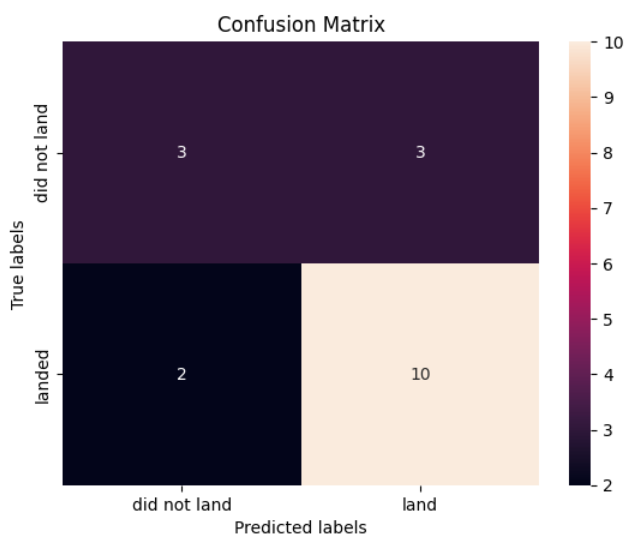 Confusion Matrix
True labels
did not land
landed
3
3
2
10
did not land
land
Predicted labels
10
9
8
7
6
5
4
3
2